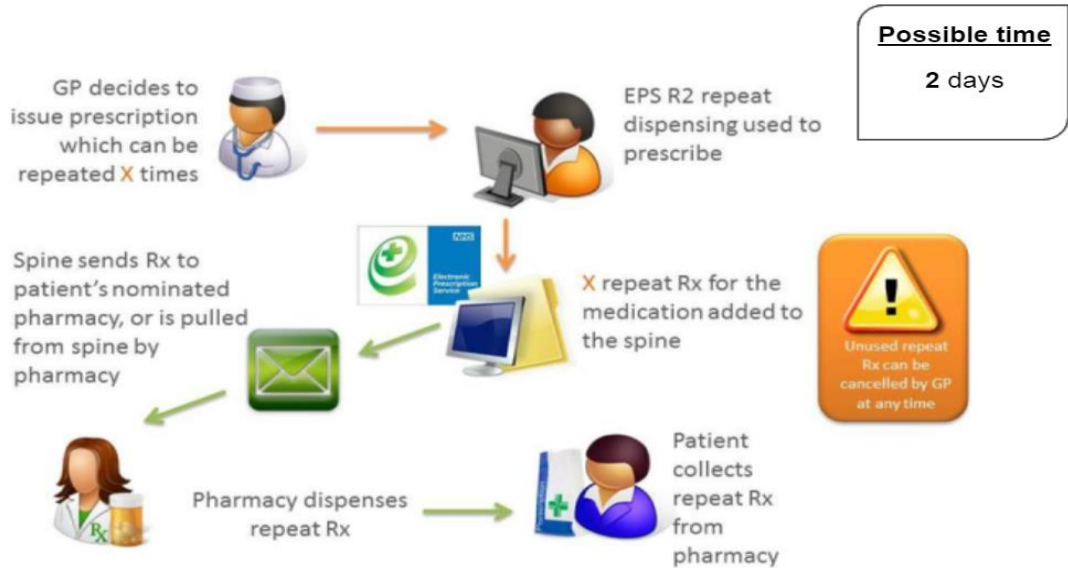 Possible time
2 days
GP decides to
issue prescription
which can be
repeated X times
EPS R2 repeat
dispensing used to
prescribe
NHS
Electronic
Prescription
Service
Spine sends Rx to
patient's nominated
pharmacy, or is pulled
from spine by
pharmacy
X repeat Rx for the
medication added to
the spine
!
Unused repeat
Rx can be
cancelled by GP
at any time
Rx
Pharmacy dispenses
repeat Rx
Prescription
Patient
collects
repeat Rx
from
pharmacy